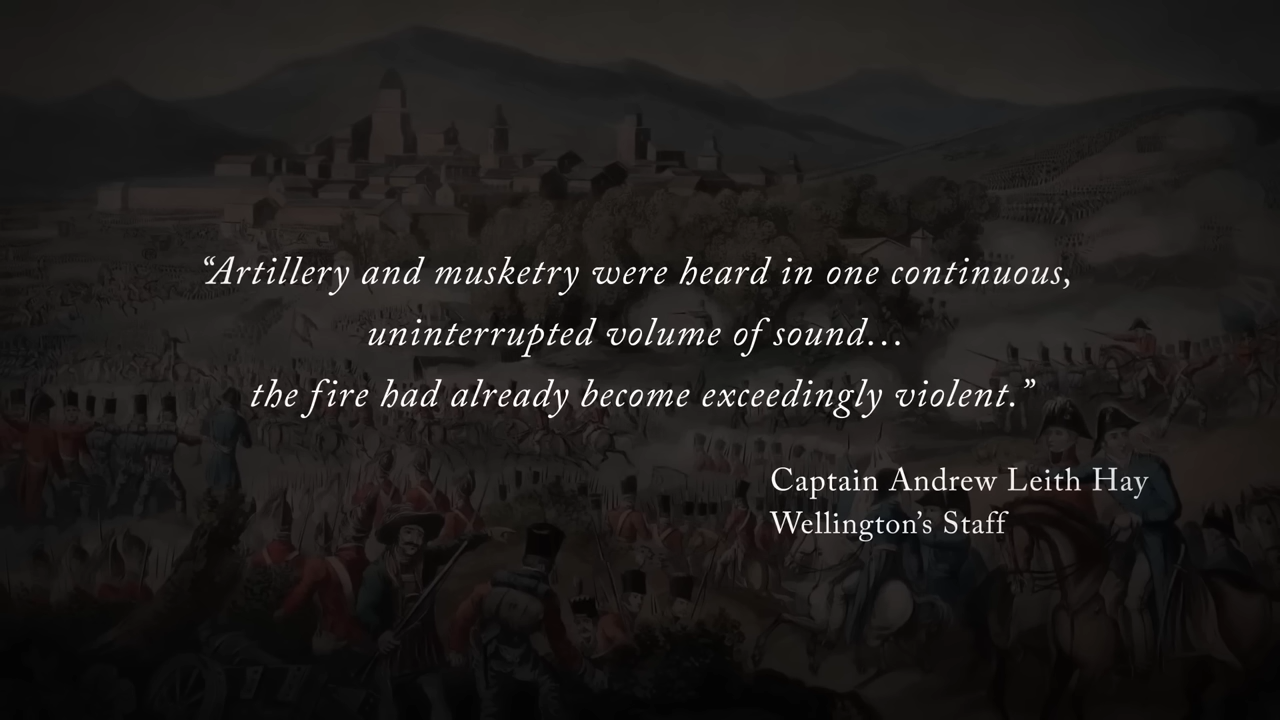 “Artillery and musketry were heard in one continuous,
uninterrupted volume of sound…
the fire had already become exceedingly violent.”
Captain Andrew Leith Hay
Wellington’s Staff